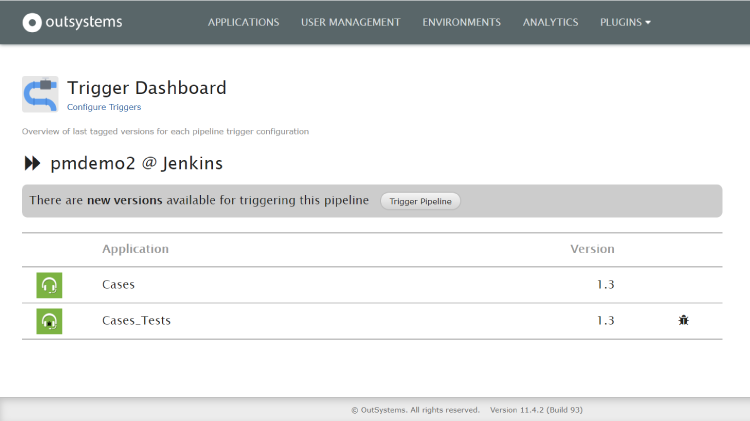 outsystems APPLICATIONS USER MANAGEMENT ENVIRONMENTS ANALYTICS PLUGINS
Trigger Dashboard
Configure Triggers
Overview of last tagged versions for each pipeline trigger configuration
pmdemo2 @ Jenkins
There are new versions available for triggering this pipeline Trigger Pipeline
Application Version
Cases 1.3
Cases_Tests 1.3
© OutSystems. All rights reserved. Version 11.4.2 (Build 93)